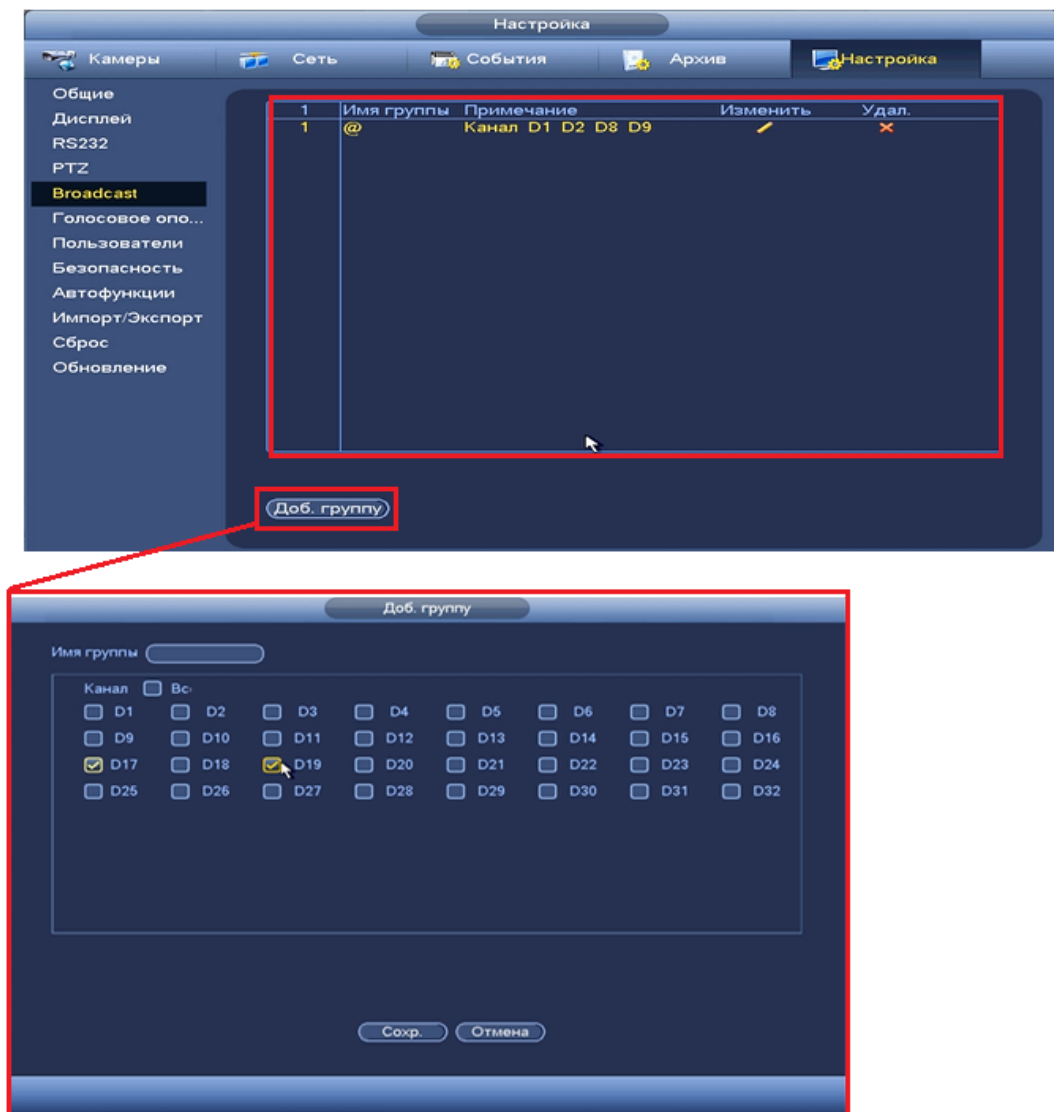 Настройка
Камеры Сеть События Архив Настройка
Общие
Дисплей
RS232
PTZ
Broadcast
Голосовое опо...
Пользователи
Безопасность
Автофункции
Импорт/Экспорт
Сброс
Обновление
1 Имя группы Примечание Изменить Удал.
1 @ Канал D1 D2 D8 D9
Доб. группу
Доб. группу
Имя группы
Канал Вс
D1 D2 D3 D4 D5 D6 D7 D8
D9 D10 D11 D12 D13 D14 D15 D16
D17 D18 D19 D20 D21 D22 D23 D24
D25 D26 D27 D28 D29 D30 D31 D32
Сохр. Отмена